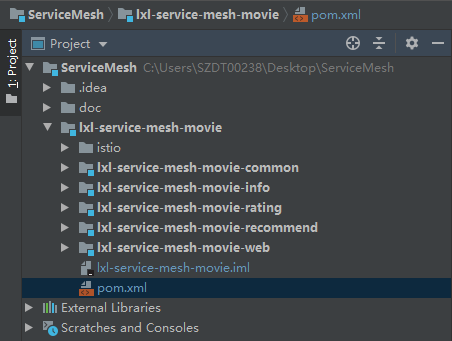 ServiceMesh lxl-service-mesh-movie pom.xml
1: Project
Project
ServiceMesh C:\Users\SZDT00238\Desktop\ServiceMesh
.idea
doc
lxl-service-mesh-movie
istio
lxl-service-mesh-movie-common
lxl-service-mesh-movie-info
lxl-service-mesh-movie-rating
lxl-service-mesh-movie-recommend
lxl-service-mesh-movie-web
lxl-service-mesh-movie.iml
pom.xml
External Libraries
Scratches and Consoles